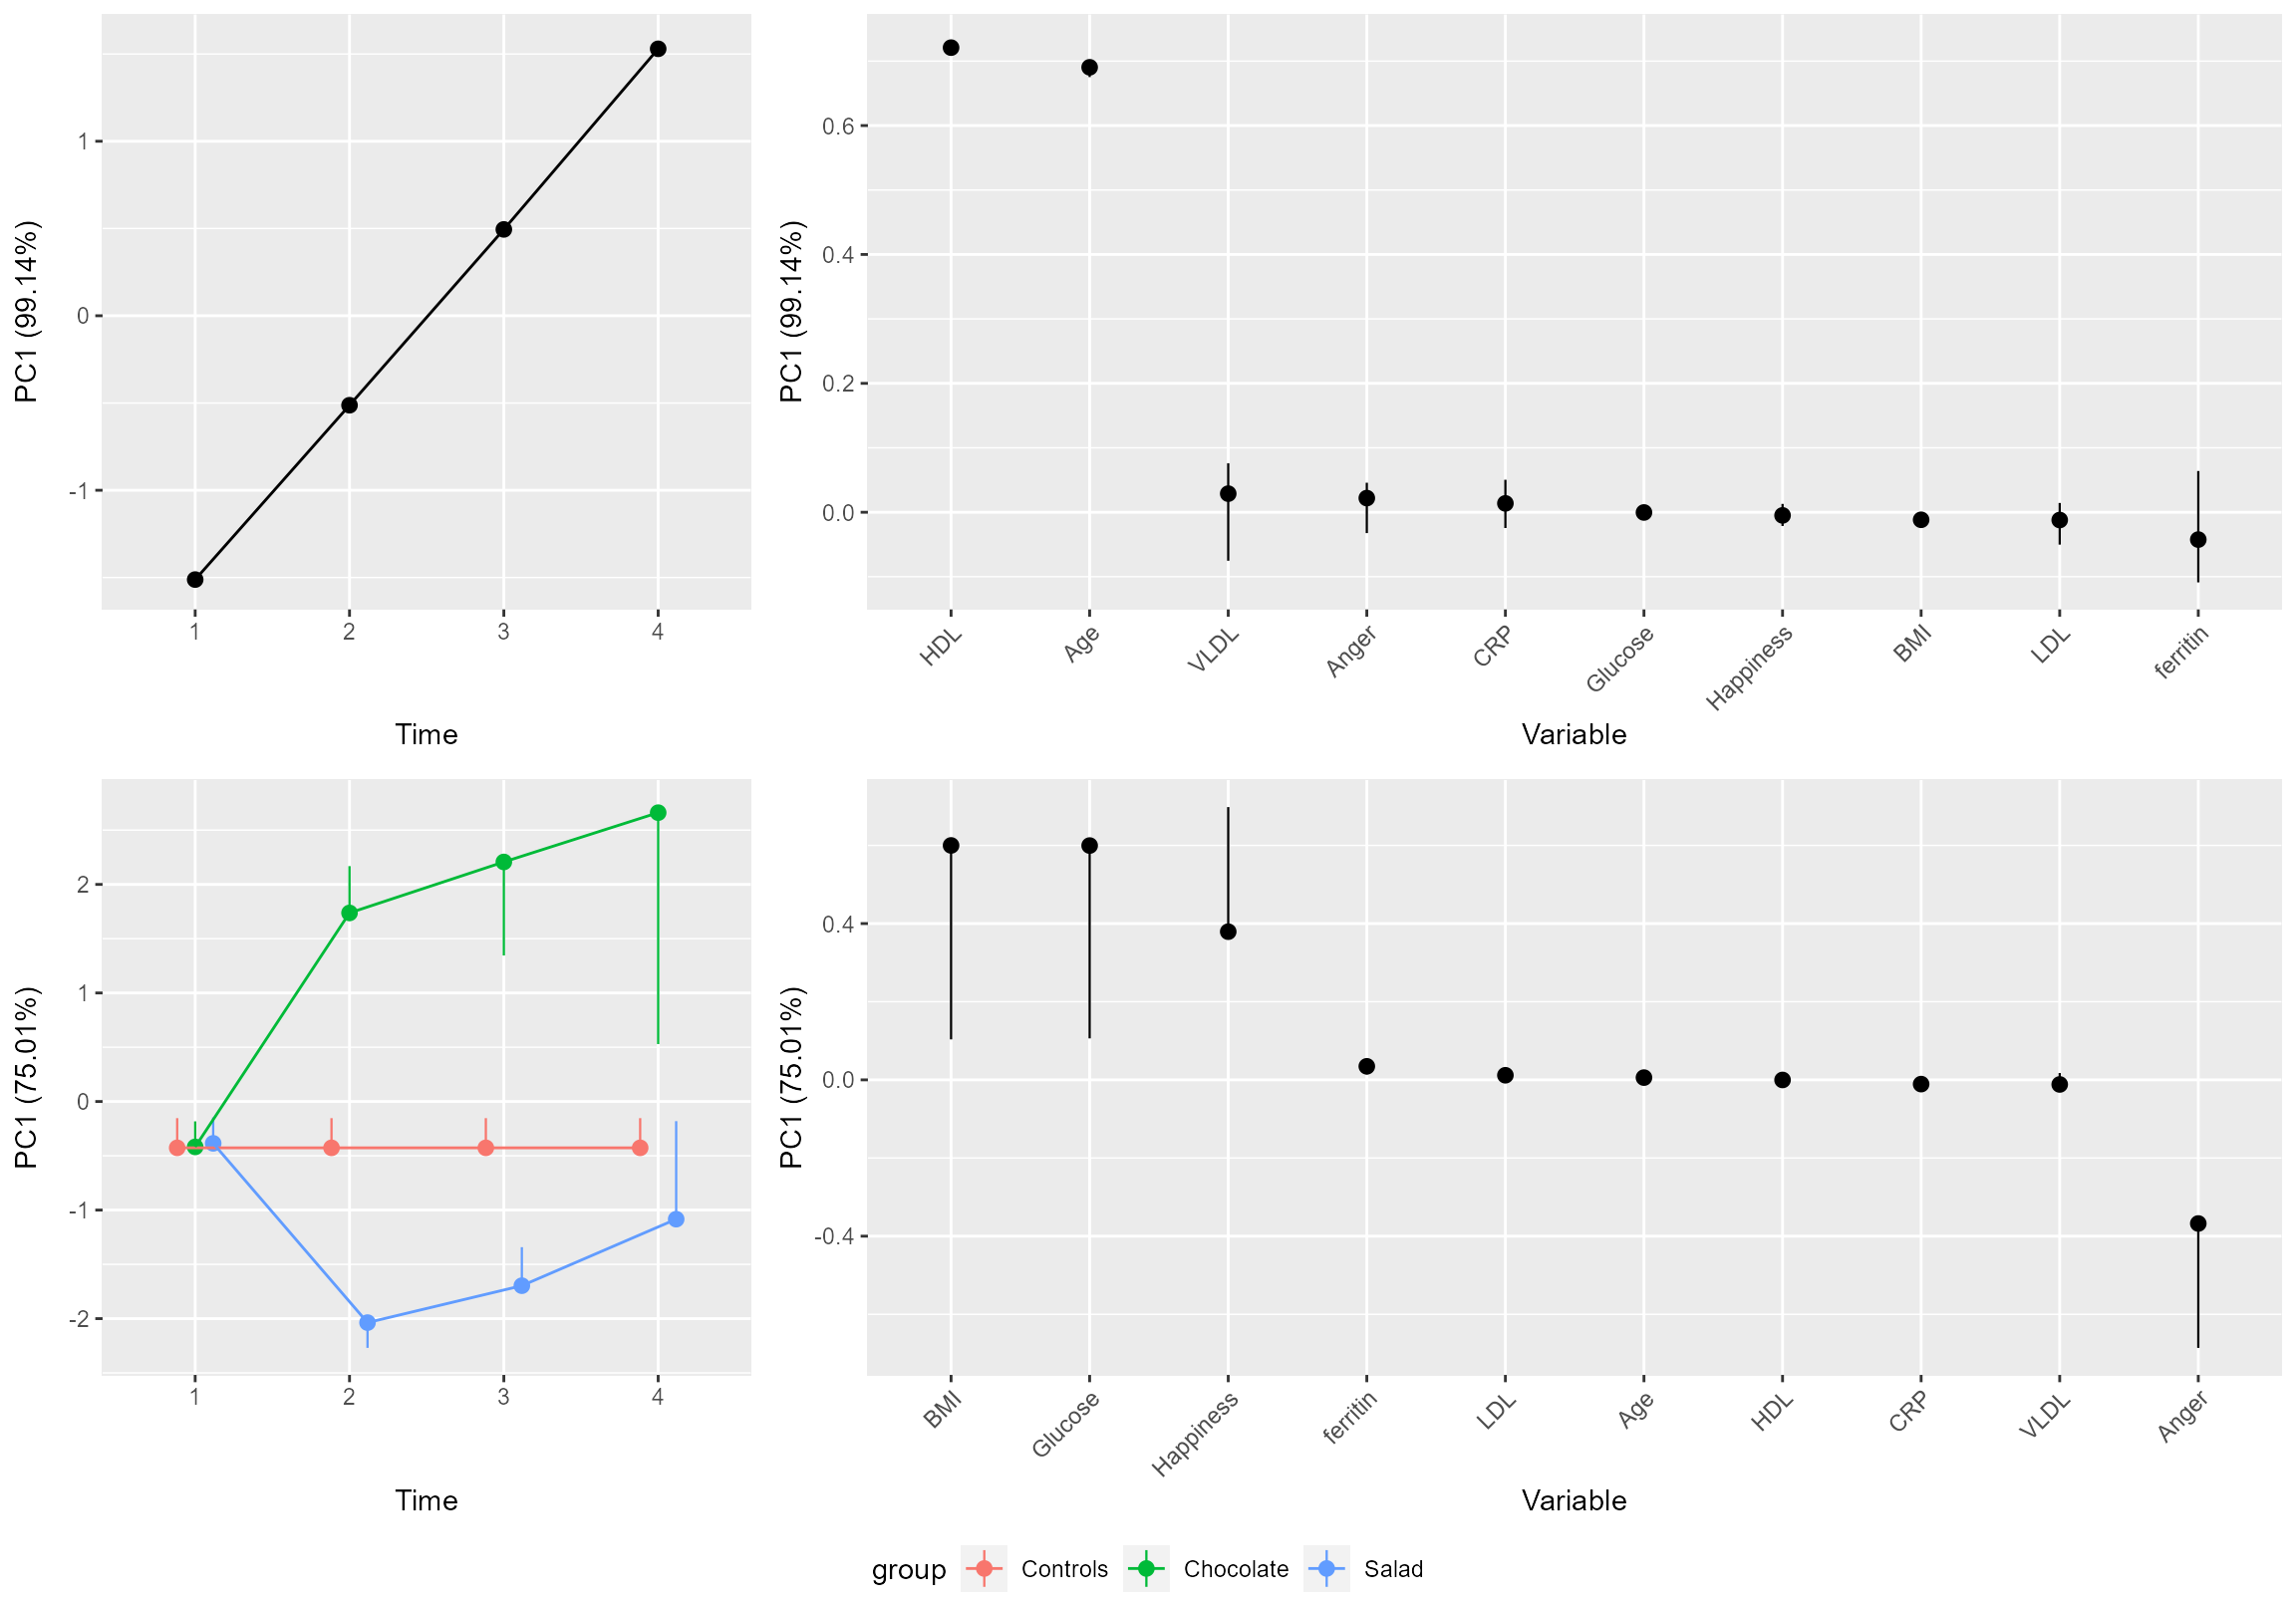 PC1 (99.14%)
1
0
-1
1 2 3 4
Time
PC1 (99.14%)
0.6
0.4
0.2
0.0
HDL Age VLDL Anger CRP Glucose Happiness BMI LDL ferritin
Variable
PC1 (75.01%)
2
1
0
-1
-2
1 2 3 4
Time
PC1 (75.01%)
0.4
0.0
-0.4
BMI Glucose Happiness ferritin LDL Age HDL CRP VLDL Anger
Variable
group Controls Chocolate Salad